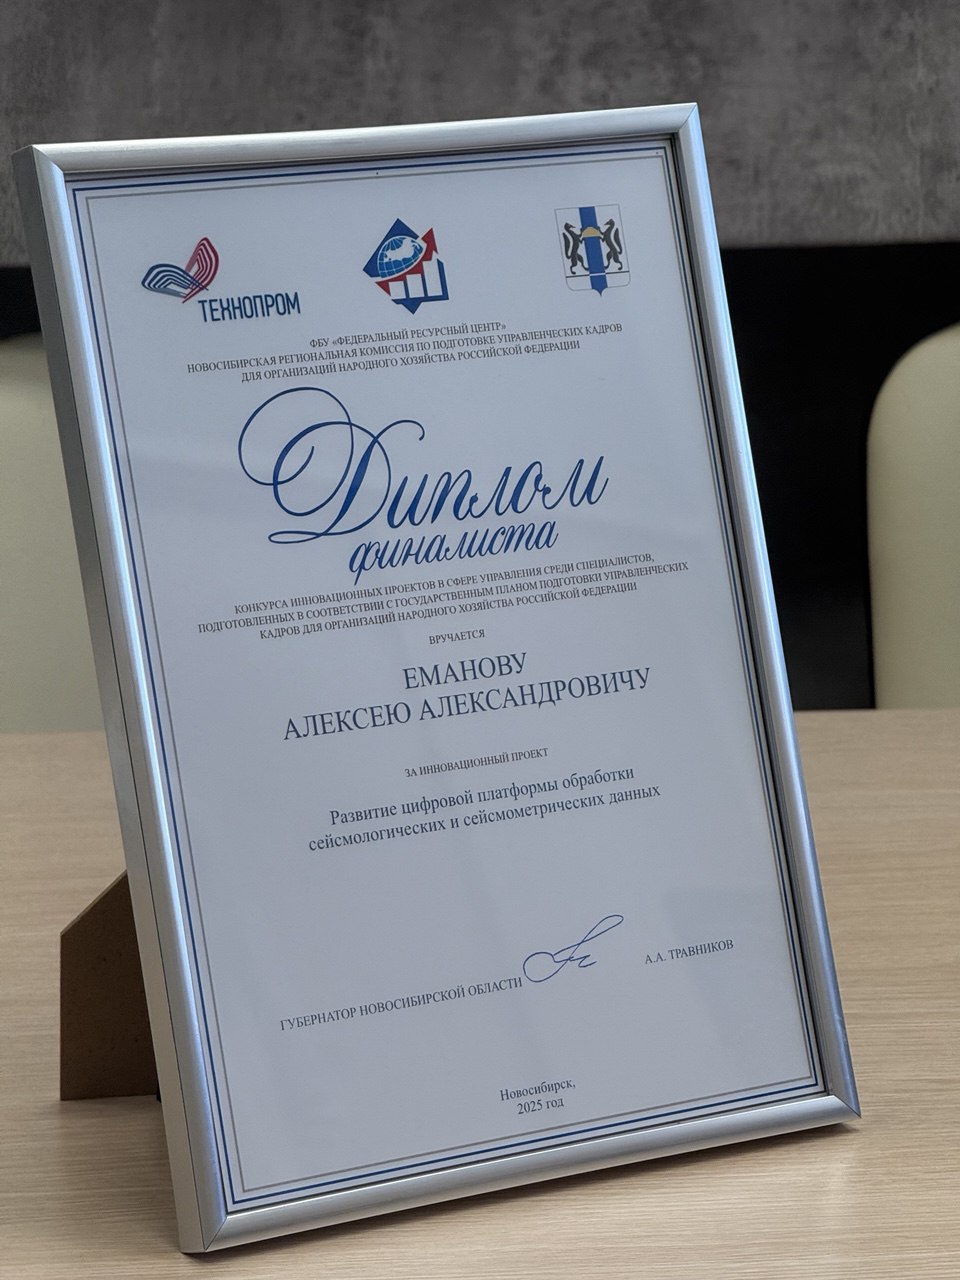 ТЕХНОПРОМ
ФБУ «ФЕДЕРАЛЬНЫЙ РЕСУРСНЫЙ ЦЕНТР»
НОВОСИБИРСКАЯ РЕГИОНАЛЬНАЯ КОМИССИЯ ПО ПОДГОТОВКЕ УПРАВЛЕНЧЕСКИХ КАДРОВ
ДЛЯ ОРГАНИЗАЦИЙ НАРОДНОГО ХОЗЯЙСТВА РОССИЙСКОЙ ФЕДЕРАЦИИ
Диплом
финалиста
КОНКУРСА ИННОВАЦИОННЫХ ПРОЕКТОВ В СФЕРЕ УПРАВЛЕНИЯ СРЕДИ СПЕЦИАЛИСТОВ,
ПОДГОТОВЛЕННЫХ В СООТВЕТСТВИИ С ГОСУДАРСТВЕННЫМ ПЛАНОМ ПОДГОТОВКИ УПРАВЛЕНЧЕСКИХ
КАДРОВ ДЛЯ ОРГАНИЗАЦИЙ НАРОДНОГО ХОЗЯЙСТВА РОССИЙСКОЙ ФЕДЕРАЦИИ
ВРУЧАЕТСЯ
ЕМАНОВУ
АЛЕКСЕЮ АЛЕКСАНДРОВИЧУ
ЗА ИННОВАЦИОННЫЙ ПРОЕКТ
Развитие цифровой платформы обработки
сейсмологических и сейсмометрических данных
ГУБЕРНАТОР НОВОСИБИРСКОЙ ОБЛАСТИ А.А. ТРАВНИКОВ
Новосибирск,
2025 год